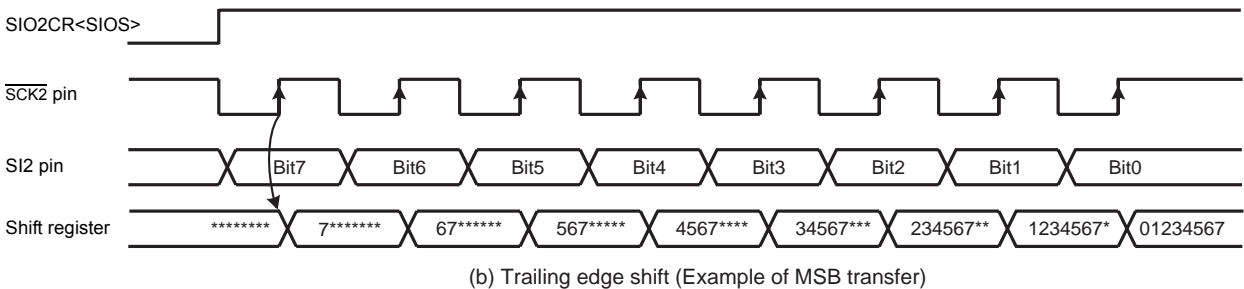 SIO2CR<SIOS>
SCK2 pin
SI2 pin
Bit7 Bit6 Bit5 Bit4 Bit3 Bit2 Bit1 Bit0
Shift register
******** 7******* 67****** 567***** 4567**** 34567*** 234567** 1234567* 01234567
(b) Trailing edge shift (Example of MSB transfer)